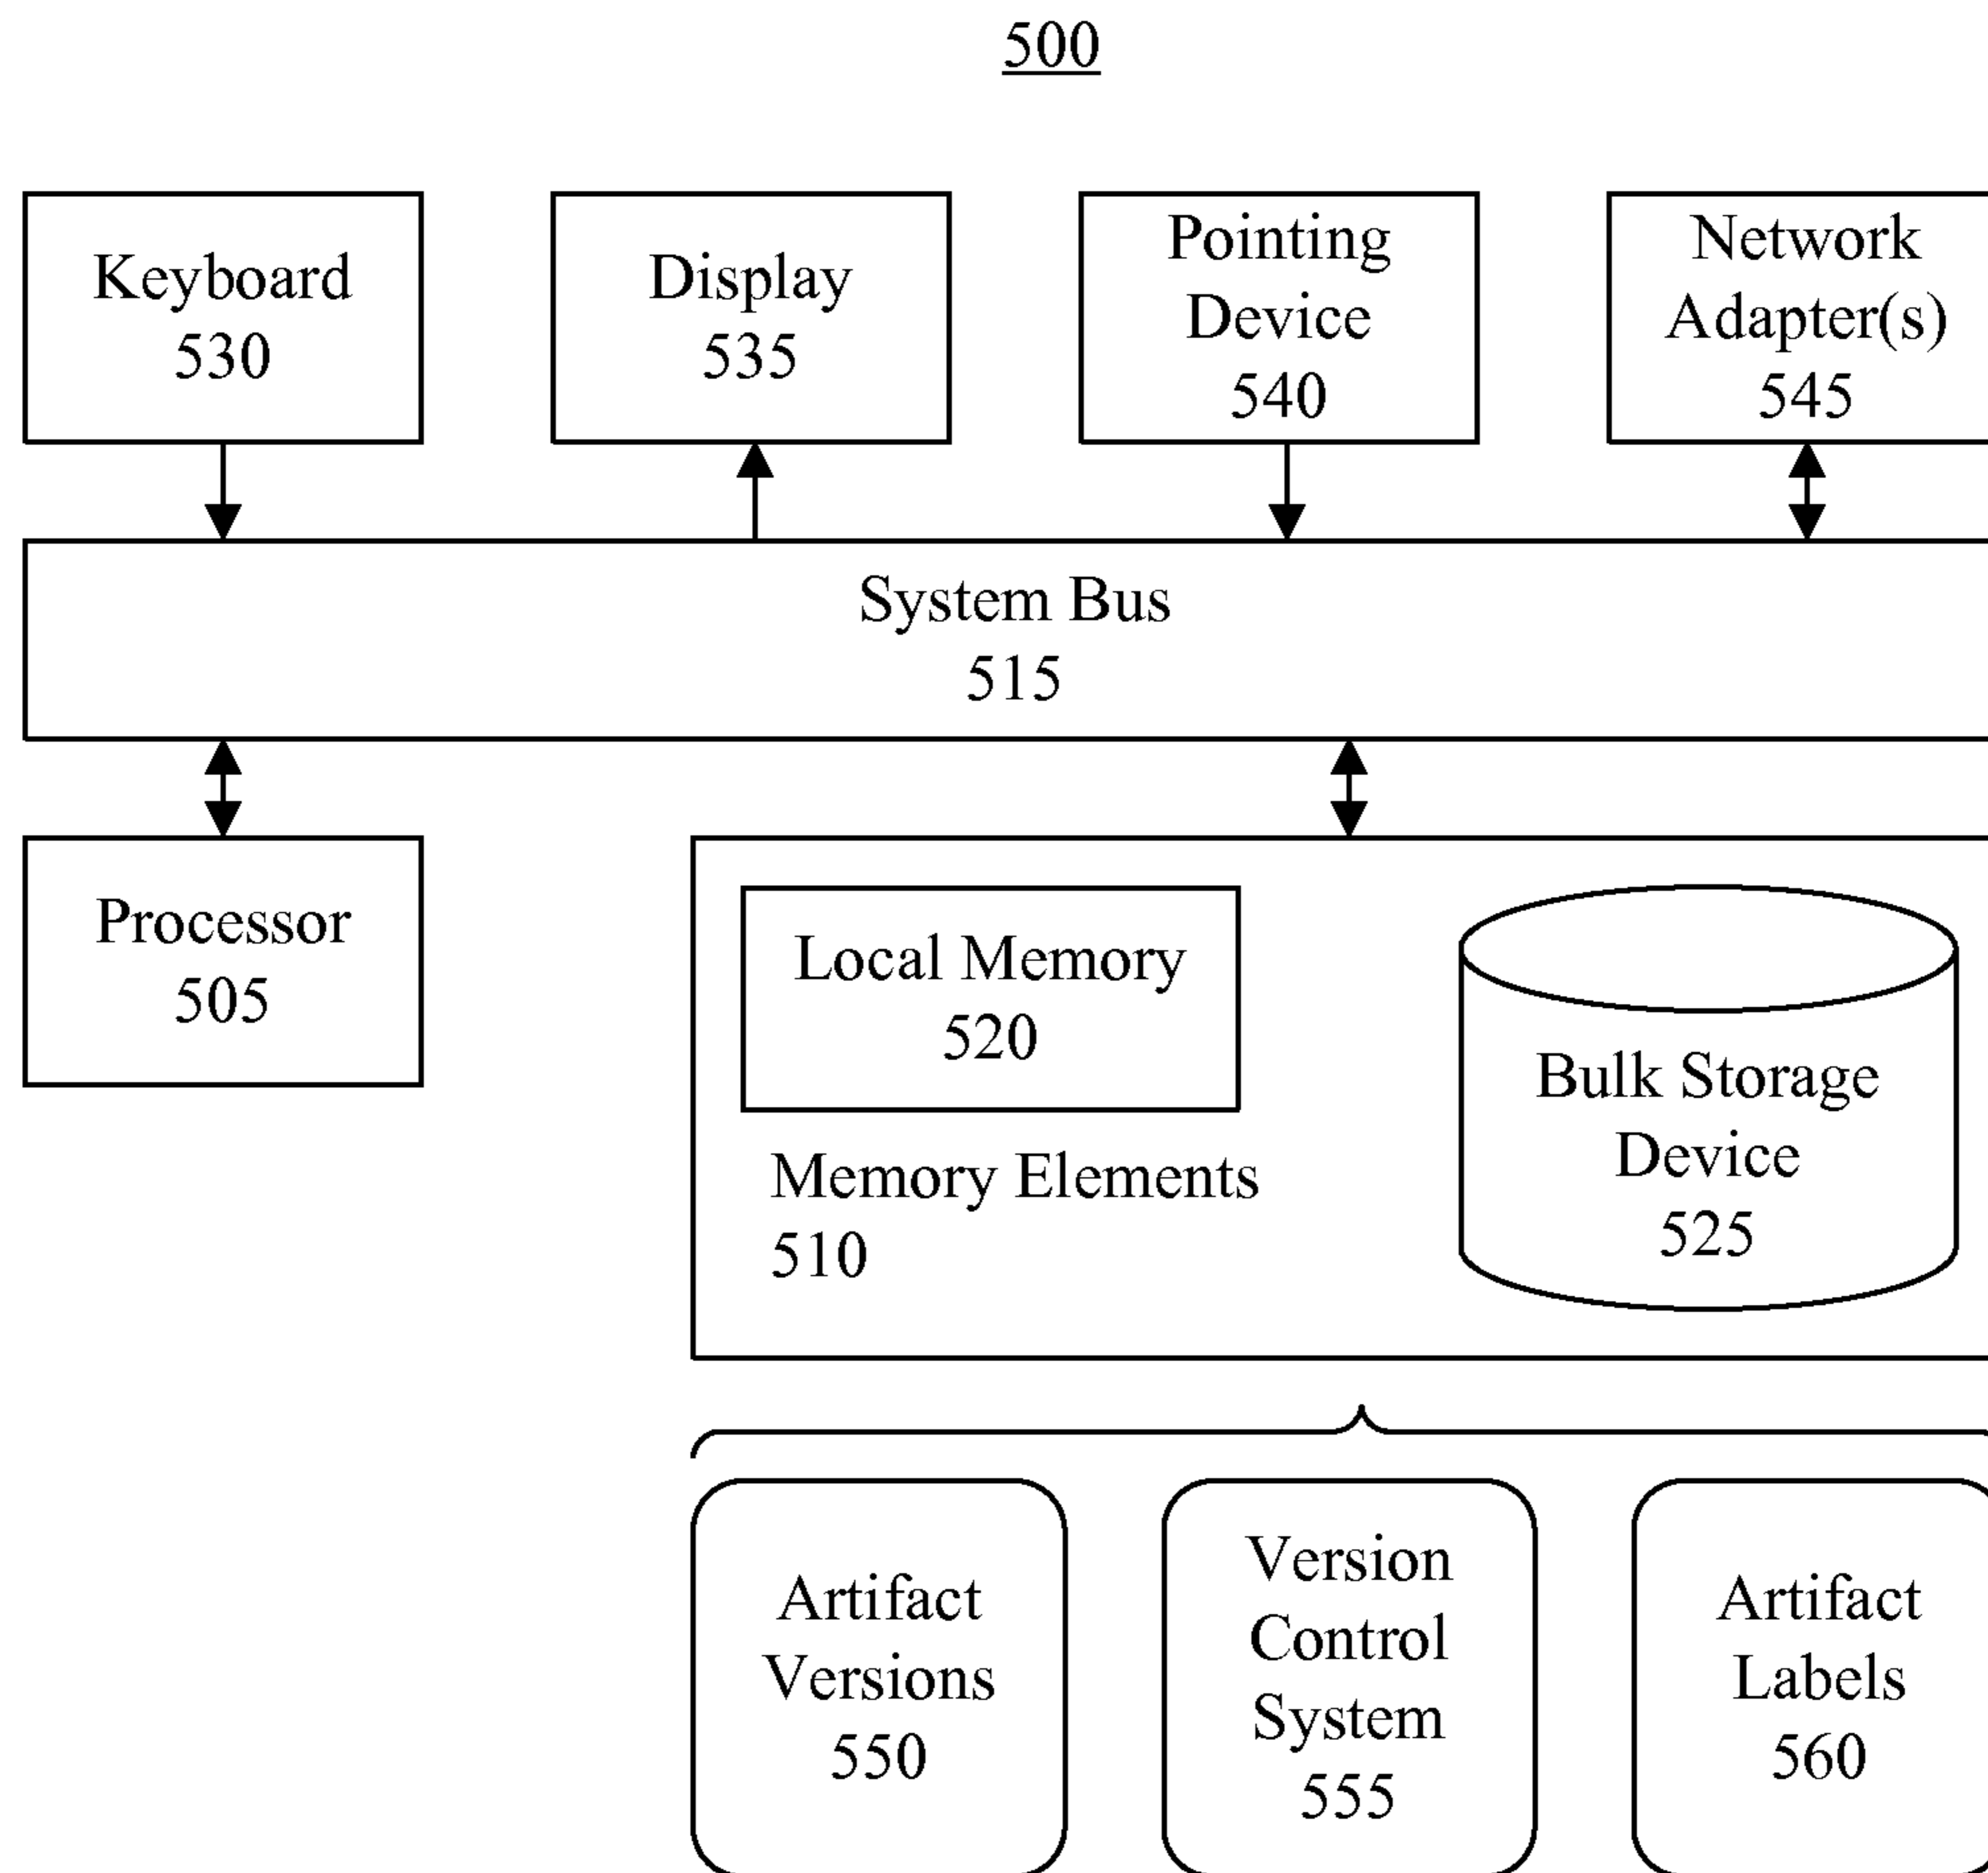 500
Keyboard
530
Display
535
Pointing
Device
540
Network
Adapter(s)
545
System Bus
515
Processor
505
Local Memory
520
Memory Elements
510
Bulk Storage
Device
525
Artifact
Versions
550
Version
Control
System
555
Artifact
Labels
560